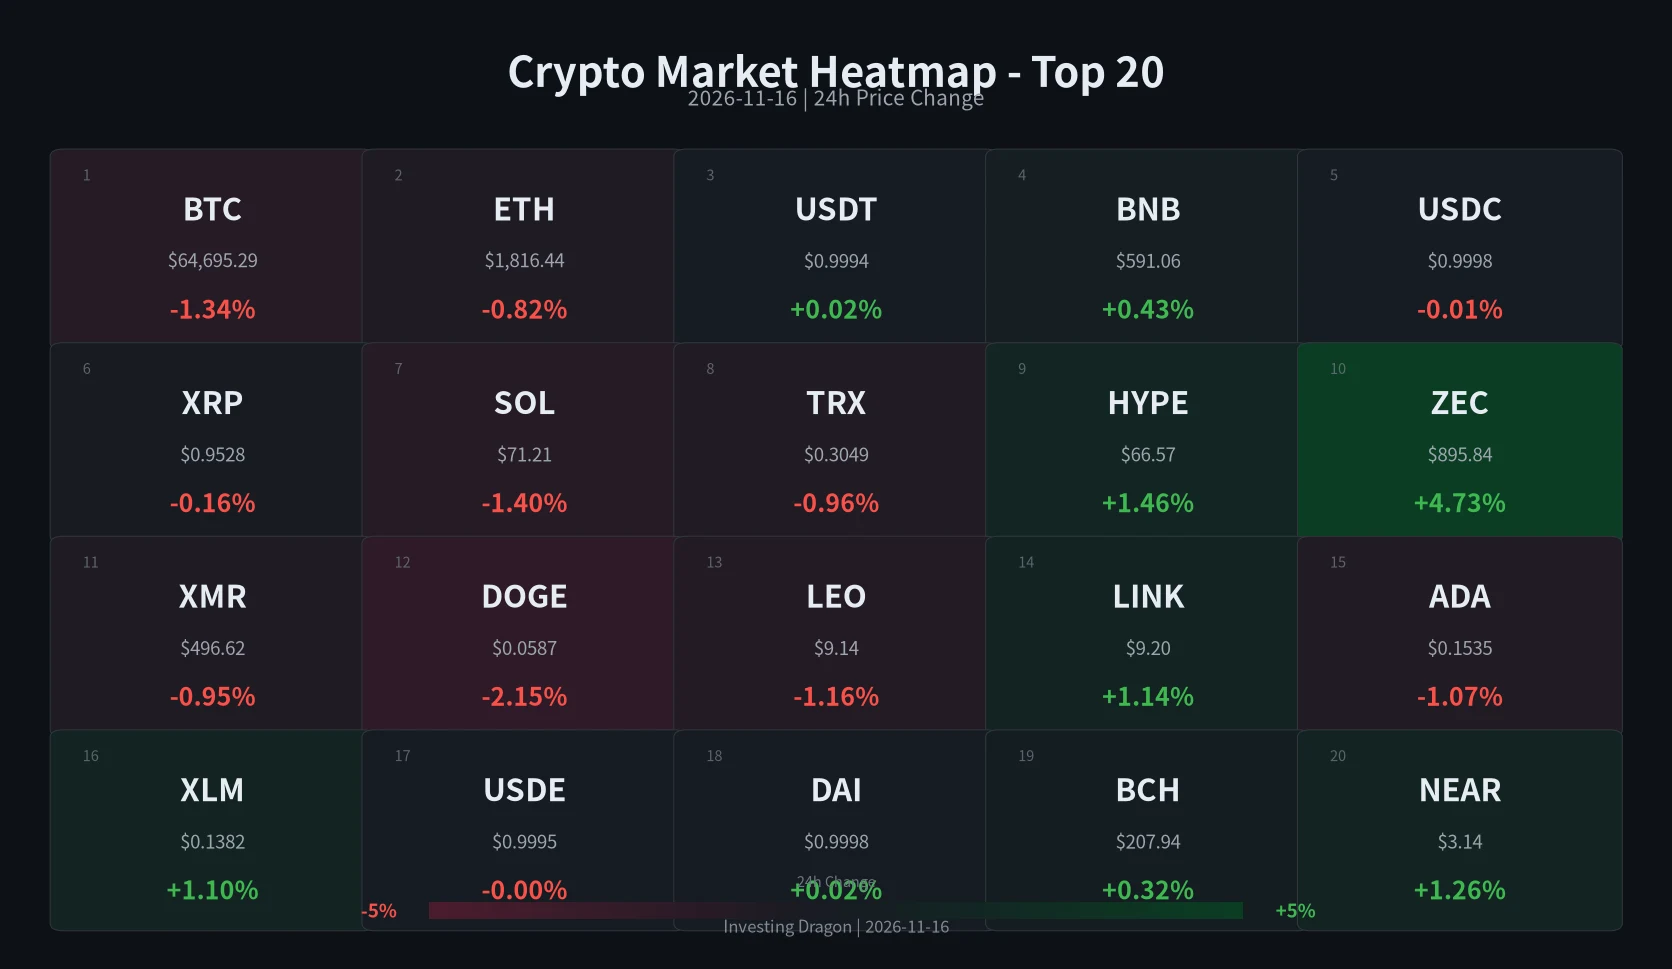 Crypto Market Heatmap - Top 20
2026-11-16 | 24h Price Change
1
BTC
$64,695.29
-1.34%
2
ETH
$1,816.44
-0.82%
3
USDT
$0.9994
+0.02%
4
BNB
$591.06
+0.43%
5
USDC
$0.9998
-0.01%
6
XRP
$0.9528
-0.16%
7
SOL
$71.21
-1.40%
8
TRX
$0.3049
-0.96%
9
HYPE
$66.57
+1.46%
10
ZEC
$895.84
+4.73%
11
XMR
$496.62
-0.95%
12
DOGE
$0.0587
-2.15%
13
LEO
$9.14
-1.16%
14
LINK
$9.20
+1.14%
15
ADA
$0.1535
-1.07%
16
XLM
$0.1382
+1.10%
17
USDE
$0.9995
-0.00%
18
DAI
$0.9998
+0.02%
19
BCH
$207.94
+0.32%
20
NEAR
$3.14
+1.26%
24h Change
-5%
+5%
Investing Dragon | 2026-11-16